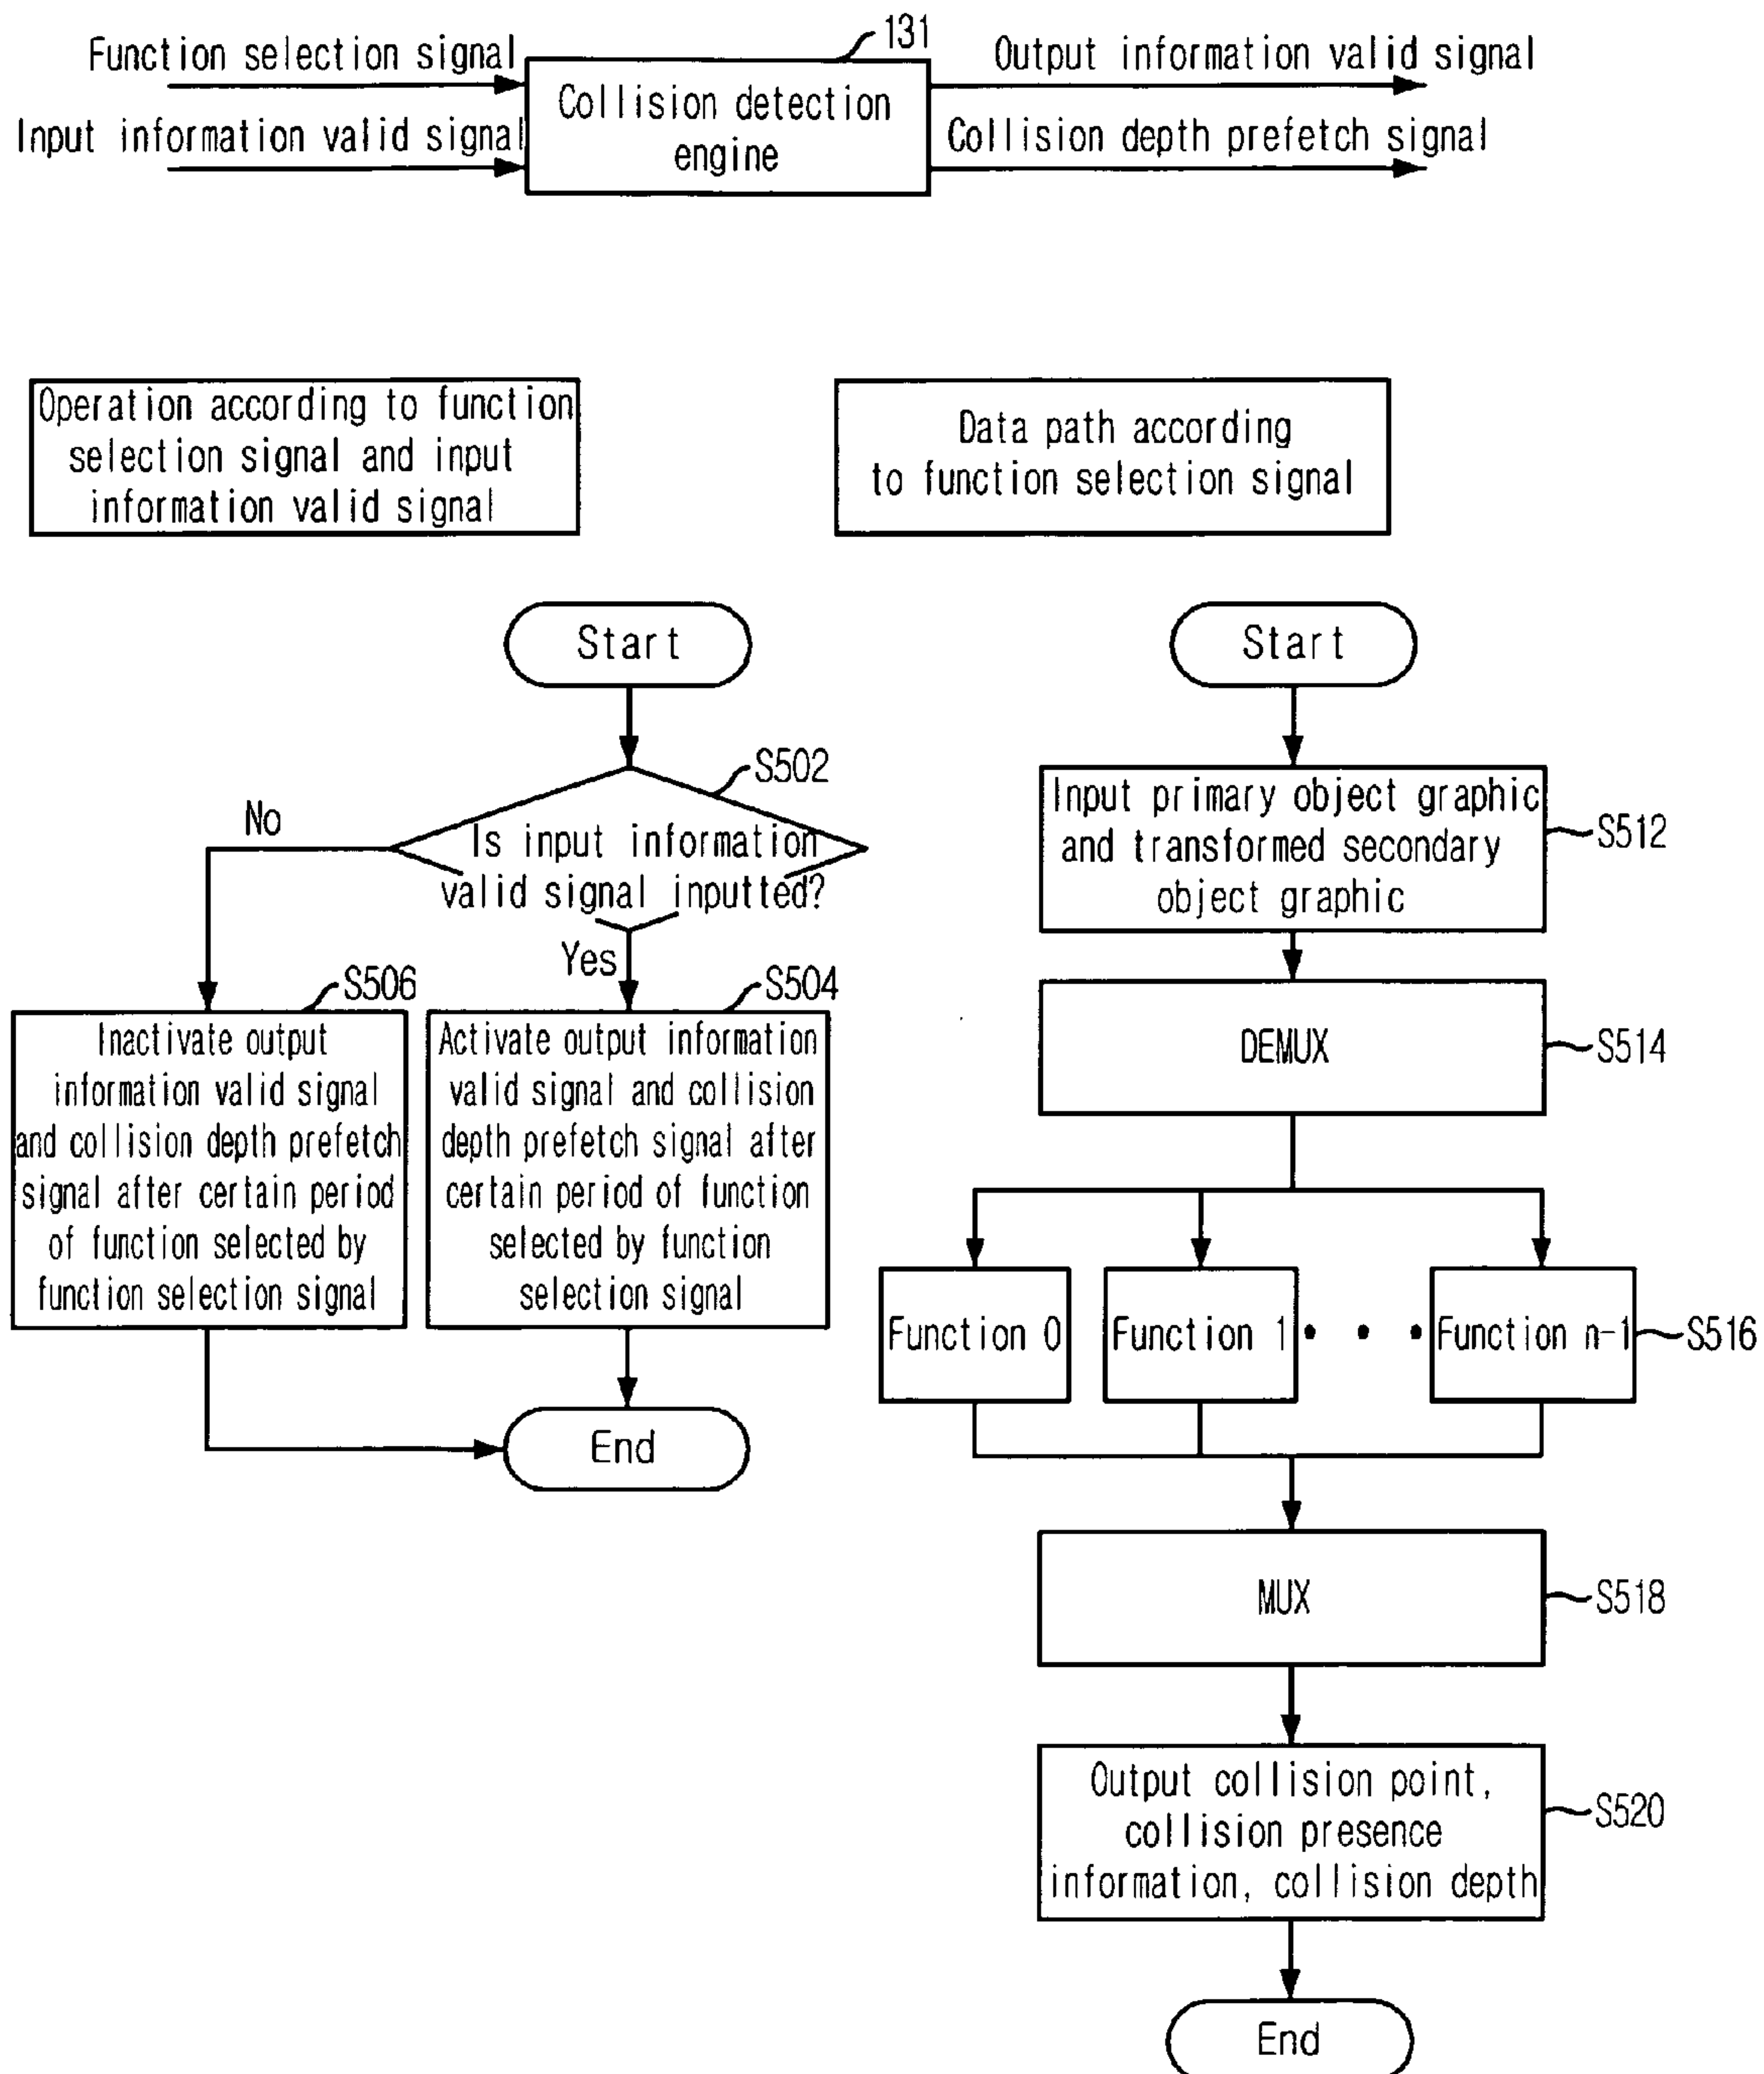 131
Function selection signal
Input information valid signal
Collision detection
engine
Output information valid signal
Collision depth prefetch signal
Operation according to function
selection signal and input
information valid signal
Data path according
to function selection signal
Start
S502
Is input information
valid signal inputted?
No
Yes
S506
Inactivate output
information valid signal
and collision depth prefetch
signal after certain period
of function selected by
function selection signal
S504
Activate output information
valid signal and collision
depth prefetch signal after
certain period of function
selected by function
selection signal
End
Start
Input primary object graphic
and transformed secondary
object graphic
S512
DEMUX
S514
Function 0
Function 1
• • •
Function n-1
S516
MUX
S518
Output collision point,
collision presence
information, collision depth
S520
End